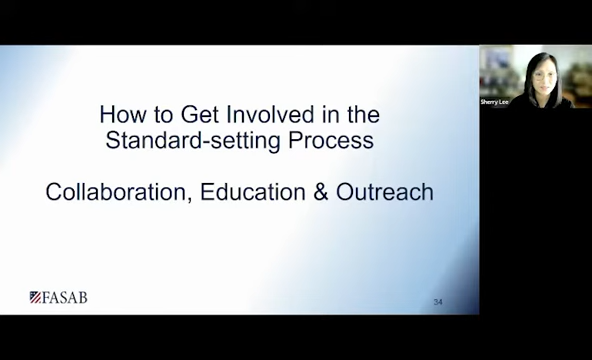 How to Get Involved in the
Standard-setting Process
Collaboration, Education & Outreach
FASAB
34
Sherry Lee